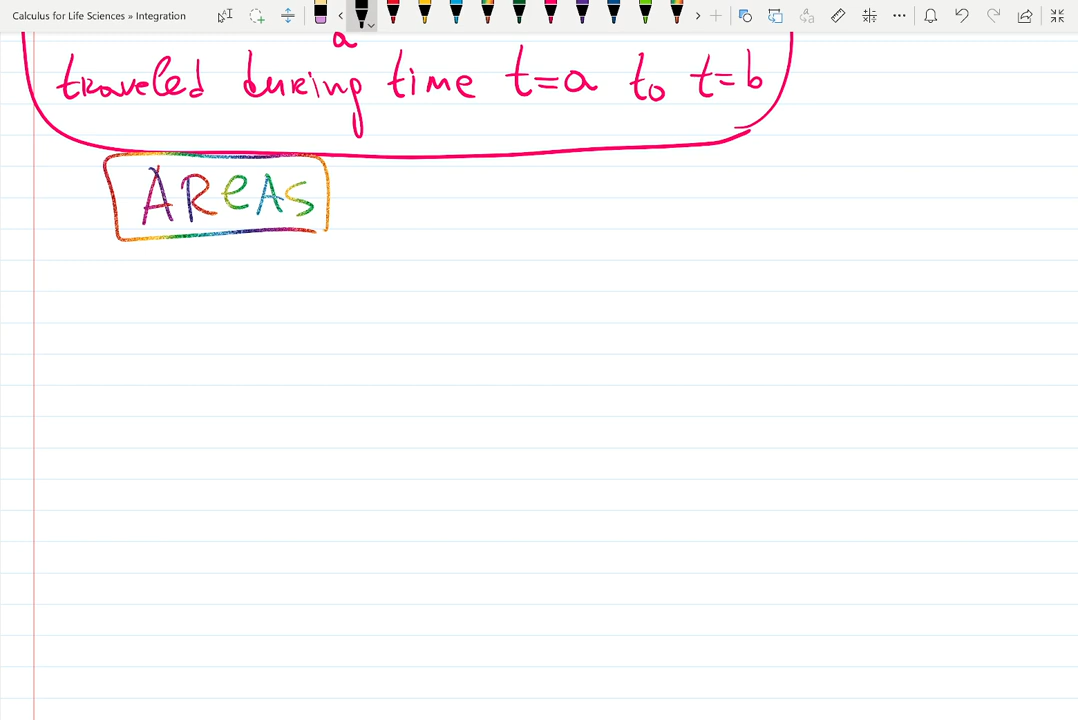 Calculus for Life Sciences » Integration
a
traveled during time t=a to t=b
AReAS